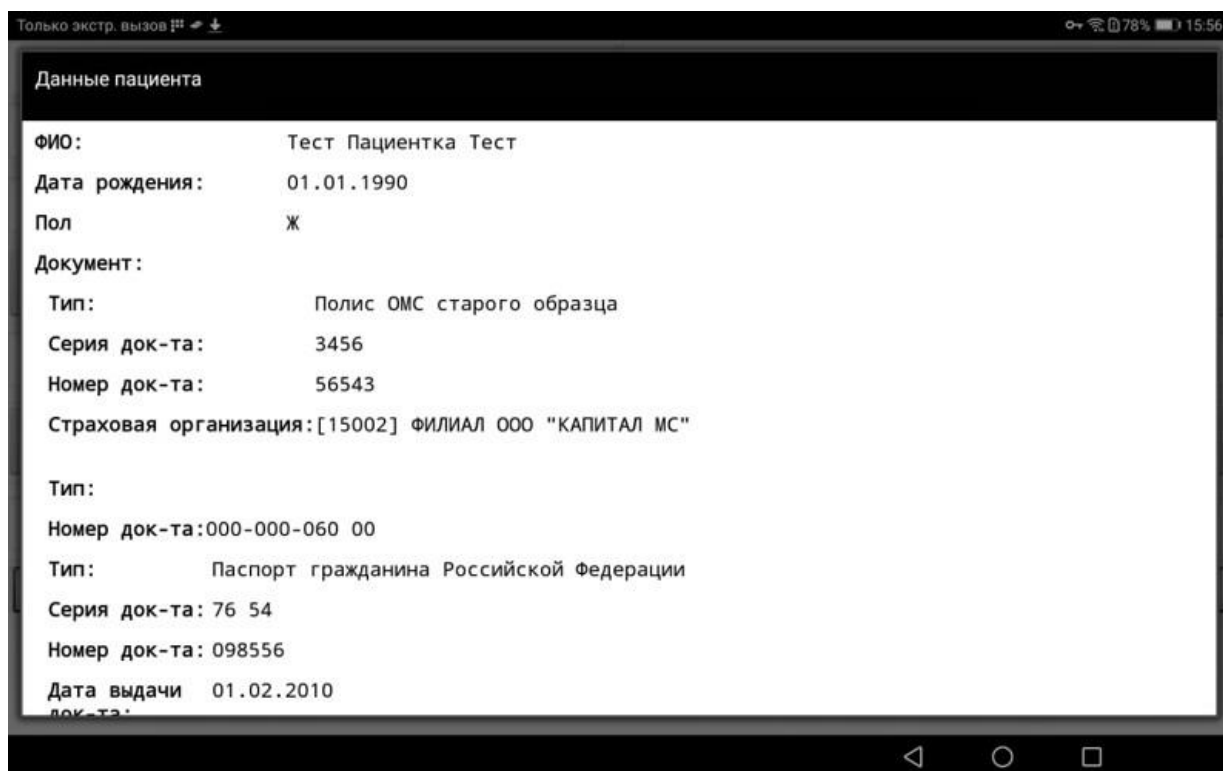 Только экстр. вызов
78% 15:56
Данные пациента
ФИО: Тест Пациентка Тест
Дата рождения: 01.01.1990
Пол Ж
Документ:
Тип: Полис ОМС старого образца
Серия док-та: 3456
Номер док-та: 56543
Страховая организация:[15002] ФИЛИАЛ ООО "КАПИТАЛ МС"
Тип:
Номер док-та:000-000-060 00
Тип: Паспорт гражданина Российской Федерации
Серия док-та: 76 54
Номер док-та: 098556
Дата выдачи 01.02.2010
док-та: